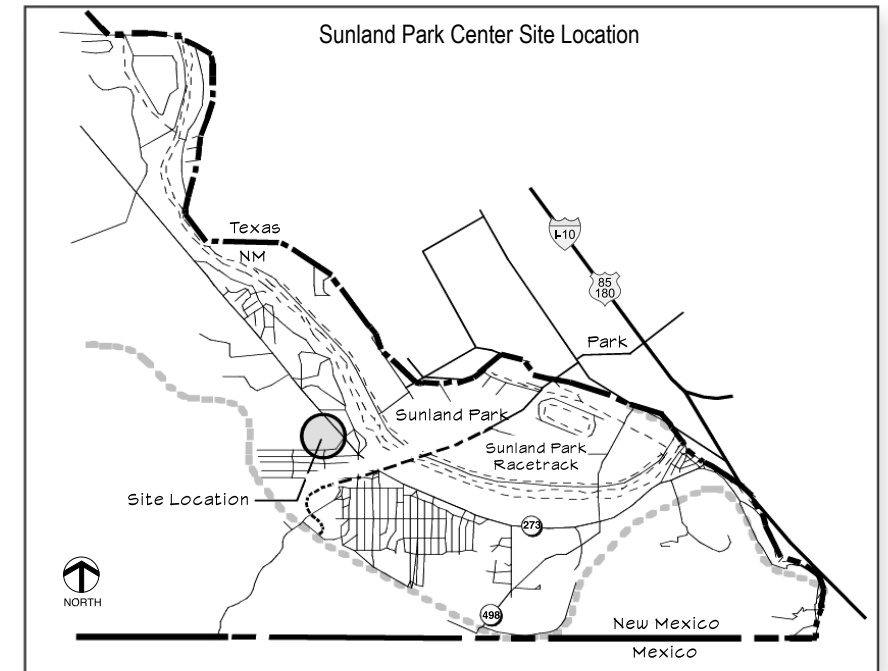 Sunland Park Center Site Location
Texas
NM
I-10
85
180
Park
Sunland Park
Sunland Park
Racetrack
Site Location
273
498
NORTH
New Mexico
Mexico